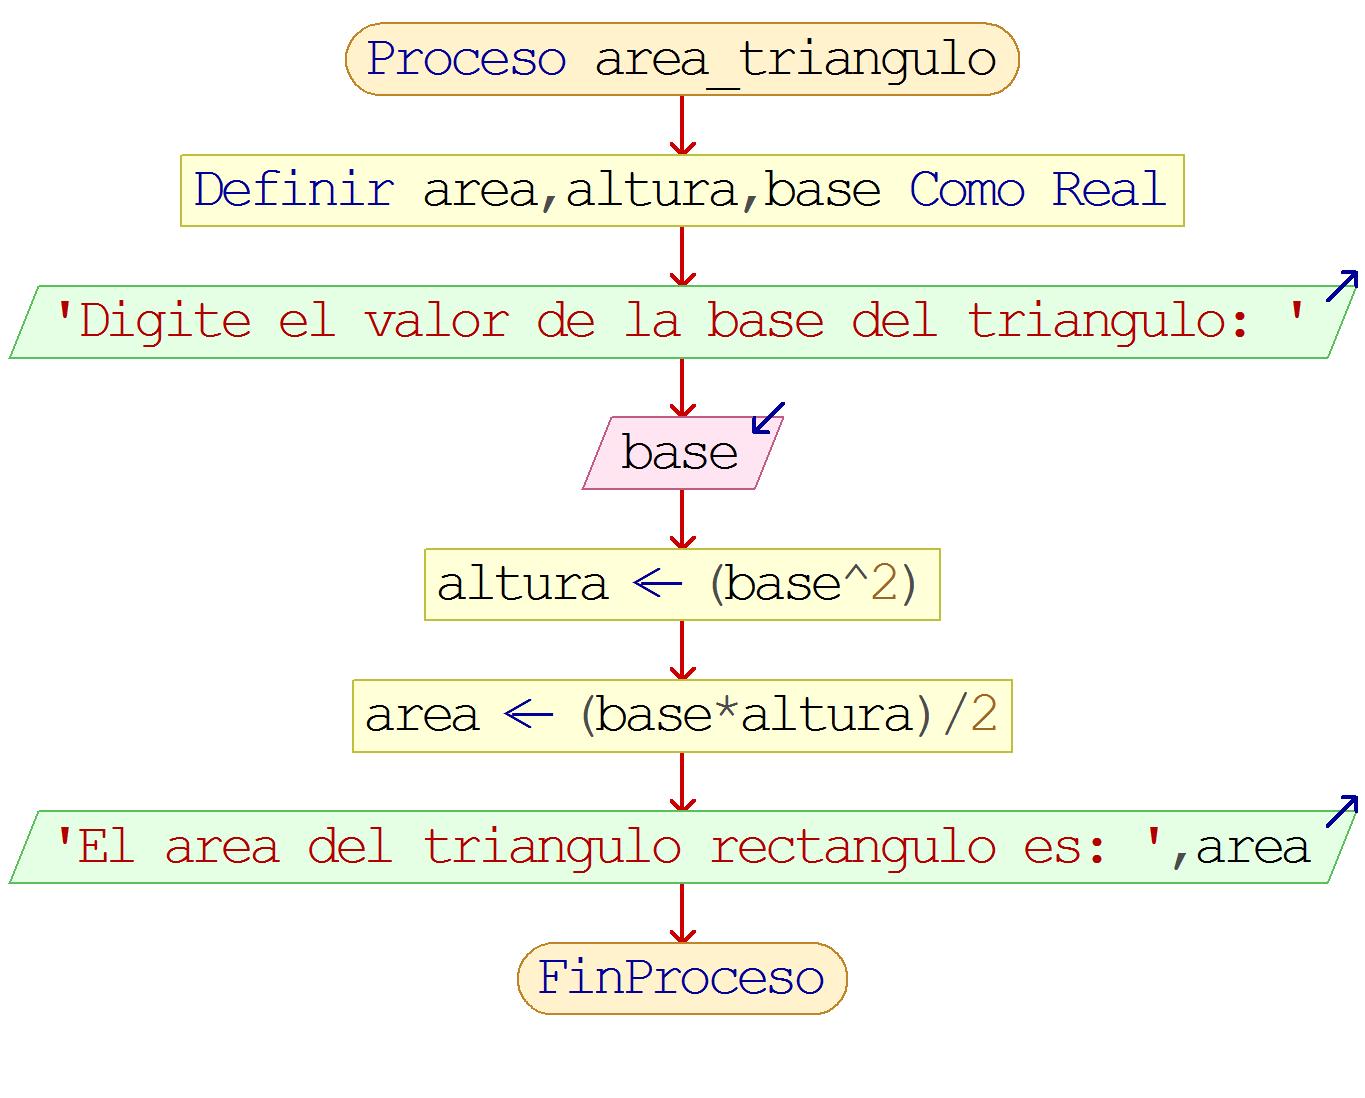 Proceso area_triangulo
Definir area,altura,base Como Real
'Digite el valor de la base del triangulo: '
base
altura ← (base^2)
area ← (base*altura)/2
'El area del triangulo rectangulo es: ',area
FinProceso